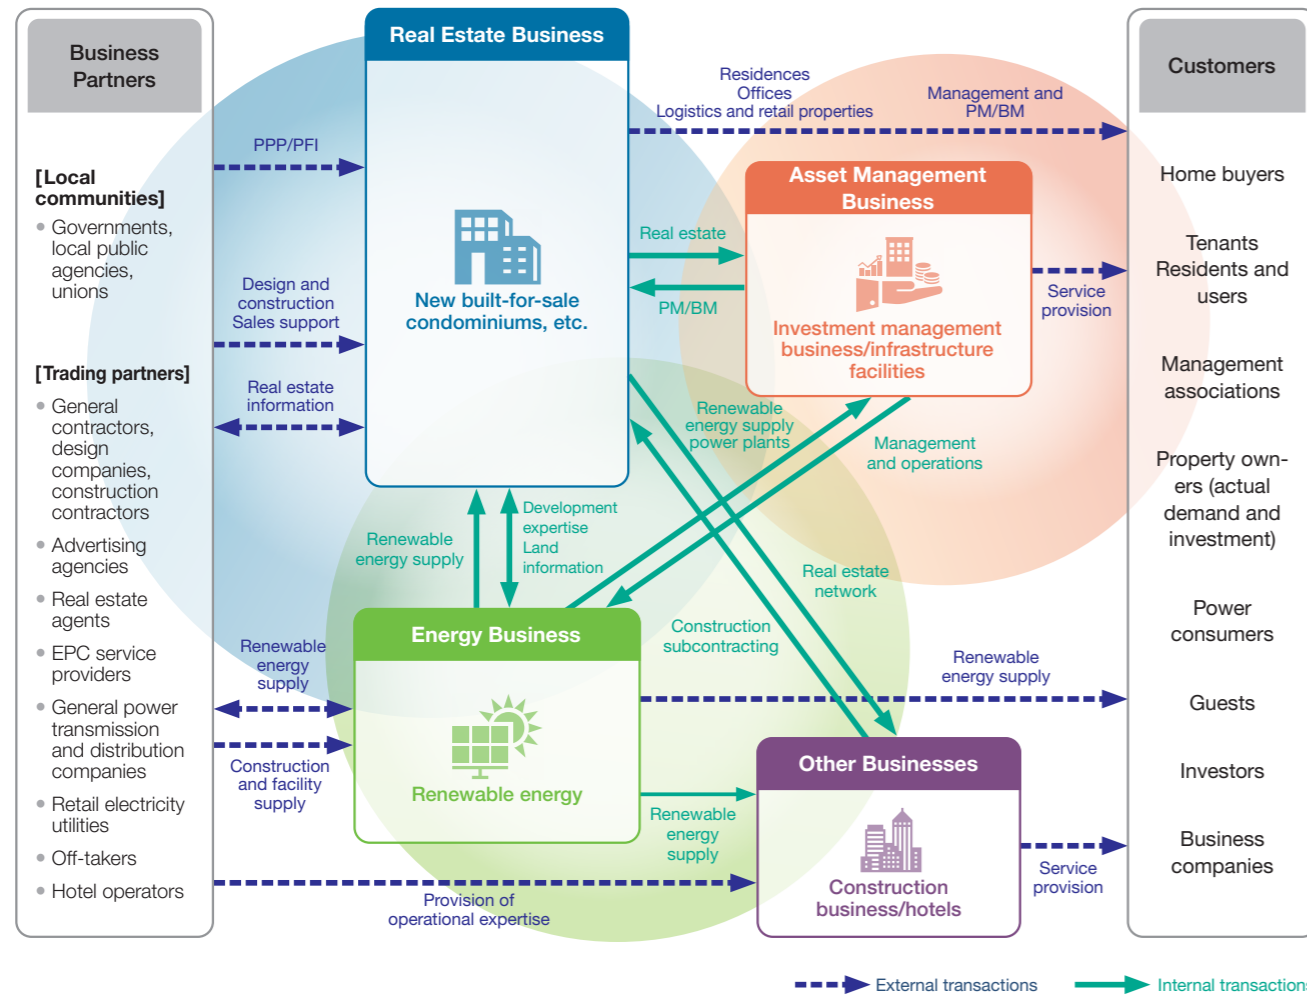 Business
Partners
[Local
communities]
• Governments,
local public
agencies,
unions
[Trading partners]
• General
contractors,
design
companies,
construction
contractors
• Advertising
agencies
• Real estate
agents
• EPC service
providers
• General power
transmission
and distribution
companies
• Retail electricity
utilities
• Off-takers
• Hotel operators
PPP/PFI
Design and
construction
Sales support
Real estate
information
Renewable
energy
supply
Construction
and facility
supply
Provision of
operational expertise
Real Estate Business
New built-for-sale
condominiums, etc.
Residences
Offices
Logistics and retail properties
Management and
PM/BM
Real estate
PM/BM
Asset Management
Business
Investment management
business/infrastructure
facilities
Service
provision
Renewable
energy supply
power plants
Management
and operations
Renewable
energy supply
Development
expertise
Land
information
Real estate
network
Construction
subcontracting
Energy Business
Renewable energy
Renewable
energy supply
Renewable
energy
supply
Other Businesses
Construction
business/hotels
Service
provision
Customers
Home buyers
Tenants
Residents and
users
Management
associations
Property own-
ers (actual
demand and
investment)
Power
consumers
Guests
Investors
Business
companies
External transactions
Internal transactions